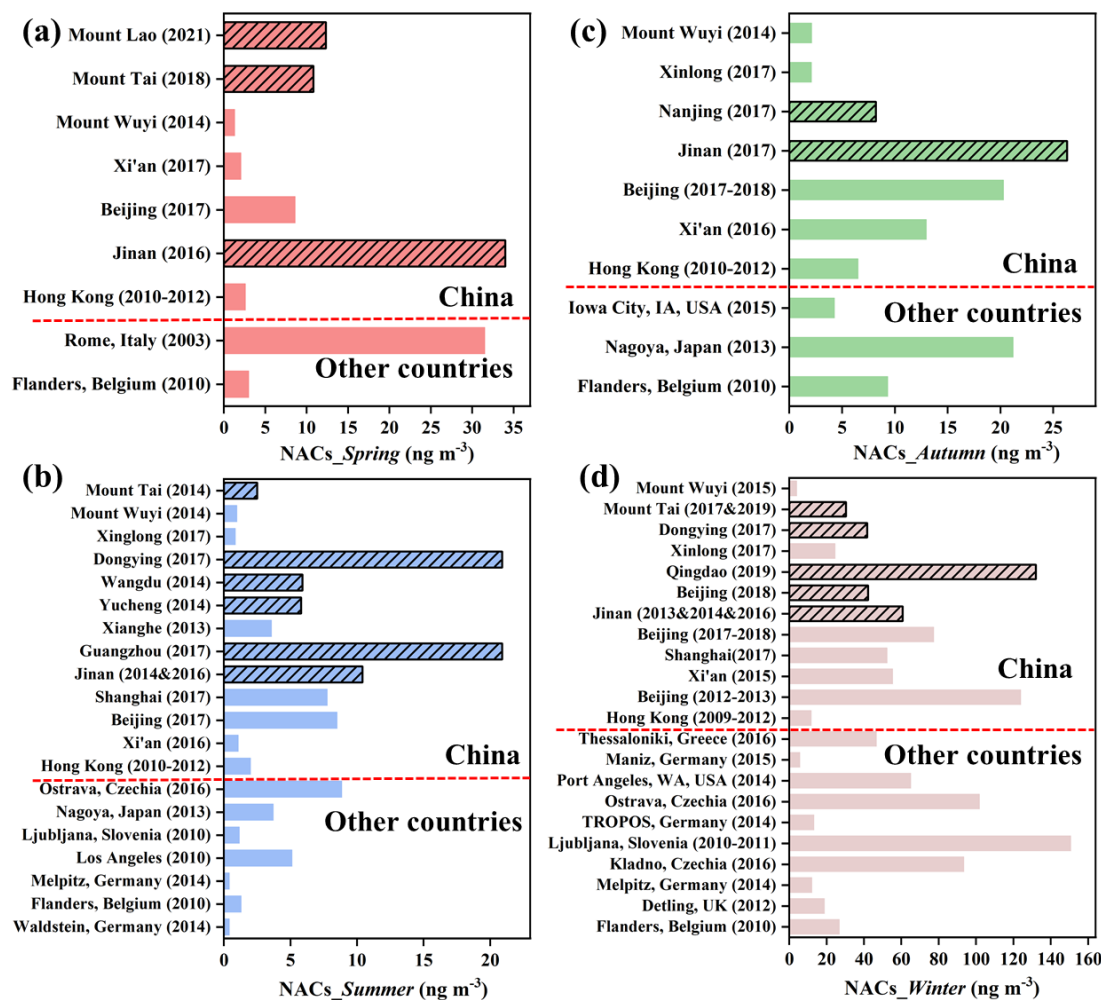 (a)
Mount Lao (2021)
Mount Tai (2018)
Mount Wuyi (2014)
Xi'an (2017)
Beijing (2017)
Jinan (2016)
Hong Kong (2010-2012)
China
Rome, Italy (2003)
Other countries
Flanders, Belgium (2010)
0 5 10 15 20 25 30 35
NACs_Spring (ng m-3)
(c)
Mount Wuyi (2014)
Xinlong (2017)
Nanjing (2017)
Jinan (2017)
Beijing (2017-2018)
Xi'an (2016)
Hong Kong (2010-2012)
China
Iowa City, IA, USA (2015)
Other countries
Nagoya, Japan (2013)
Flanders, Belgium (2010)
0 5 10 15 20 25
NACs_Autumn (ng m-3)
(b)
Mount Tai (2014)
Mount Wuyi (2014)
Xinglong (2017)
Dongying (2017)
Wangdu (2014)
Yucheng (2014)
Xianghe (2013)
Guangzhou (2017)
Jinan (2014&2016)
Shanghai (2017)
Beijing (2017)
Xi'an (2016)
China
Hong Kong (2010-2012)
Ostrava, Czechia (2016)
Nagoya, Japan (2013)
Other countries
Ljubljana, Slovenia (2010)
Los Angeles (2010)
Melpitz, Germany (2014)
Flanders, Belgium (2010)
Waldstein, Germany (2014)
0 5 10 15 20
NACs_Summer (ng m-3)
(d)
Mount Wuyi (2015)
Mount Tai (2017&2019)
Dongying (2017)
Xinlong (2017)
Qingdao (2019)
Beijing (2018)
Jinan (2013&2014&2016)
Beijing (2017-2018)
Shanghai(2017)
Xi'an (2015)
China
Beijing (2012-2013)
Hong Kong (2009-2012)
Thessaloniki, Greece (2016)
Other countries
Maniz, Germany (2015)
Port Angeles, WA, USA (2014)
Ostrava, Czechia (2016)
TROPOS, Germany (2014)
Ljubljana, Slovenia (2010-2011)
Kladno, Czechia (2016)
Melpitz, Germany (2014)
Detling, UK (2012)
Flanders, Belgium (2010)
0 20 40 60 80 100 120 140 160
NACs_Winter (ng m-3)